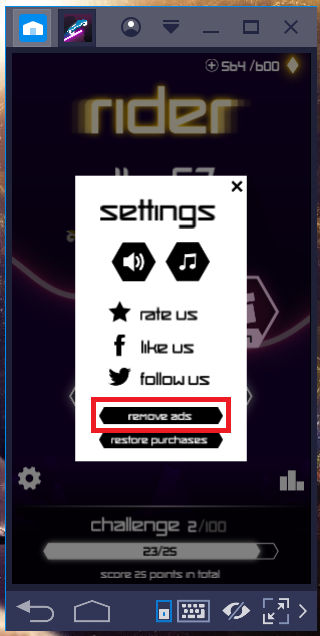 564 /600
rider
57
settings
rate us
like us
follow us
remove ads
restore purchases
challenge 2/100
23/25
score 25 points in total